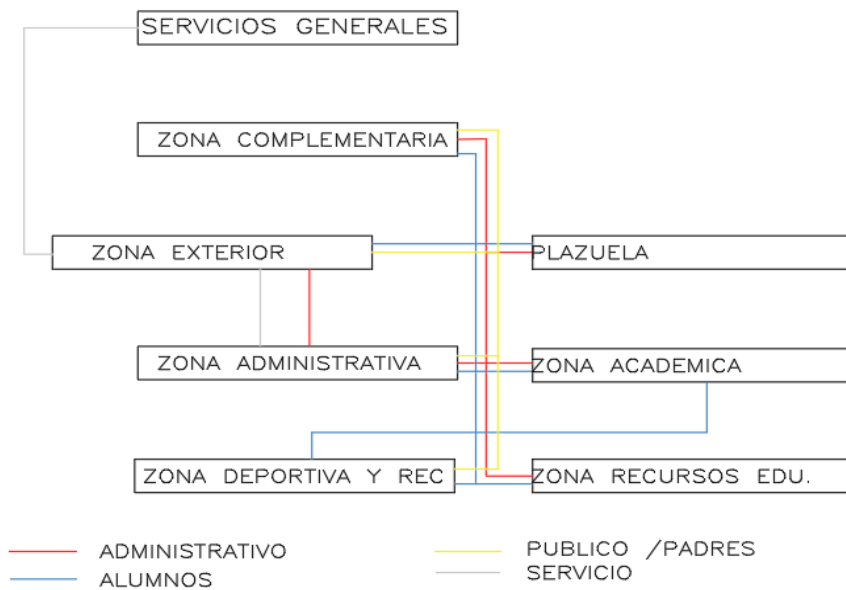 SERVICIOS GENERALES
ZONA COMPLEMENTARIA
ZONA EXTERIOR
PLAZUELA
ZONA ADMINISTRATIVA
ZONA ACADEMICA
ZONA DEPORTIVA Y REC
ZONA RECURSOS EDU.
ADMINISTRATIVO
PUBLICO /PADRES
ALUMNOS
SERVICIO